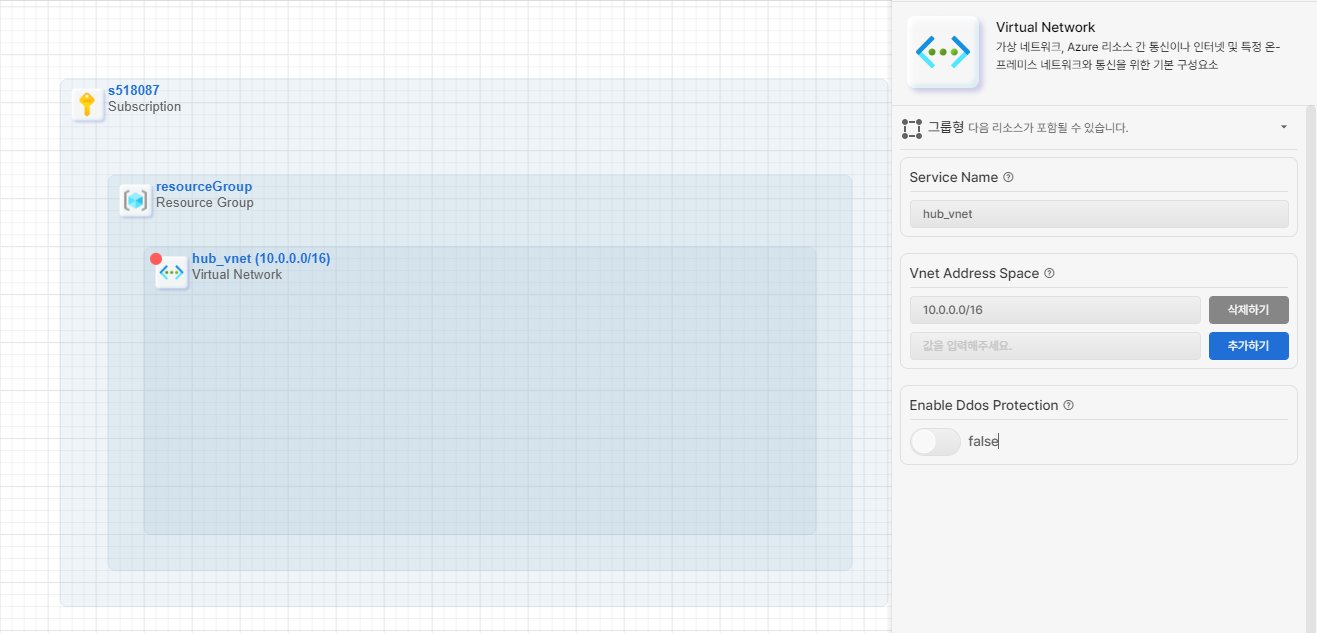 s518087
Subscription
resourceGroup
Resource Group
hub_vnet (10.0.0.0/16)
Virtual Network
Virtual Network
가상 네트워크, Azure 리소스 간 통신이나 인터넷 및 특정 온-
프레미스 네트워크와 통신을 위한 기본 구성요소
그룹형 다음 리소스가 포함될 수 있습니다.
Service Name
hub_vnet
Vnet Address Space
10.0.0.0/16 삭제하기
값을 입력해주세요. 추가하기
Enable Ddos Protection
false